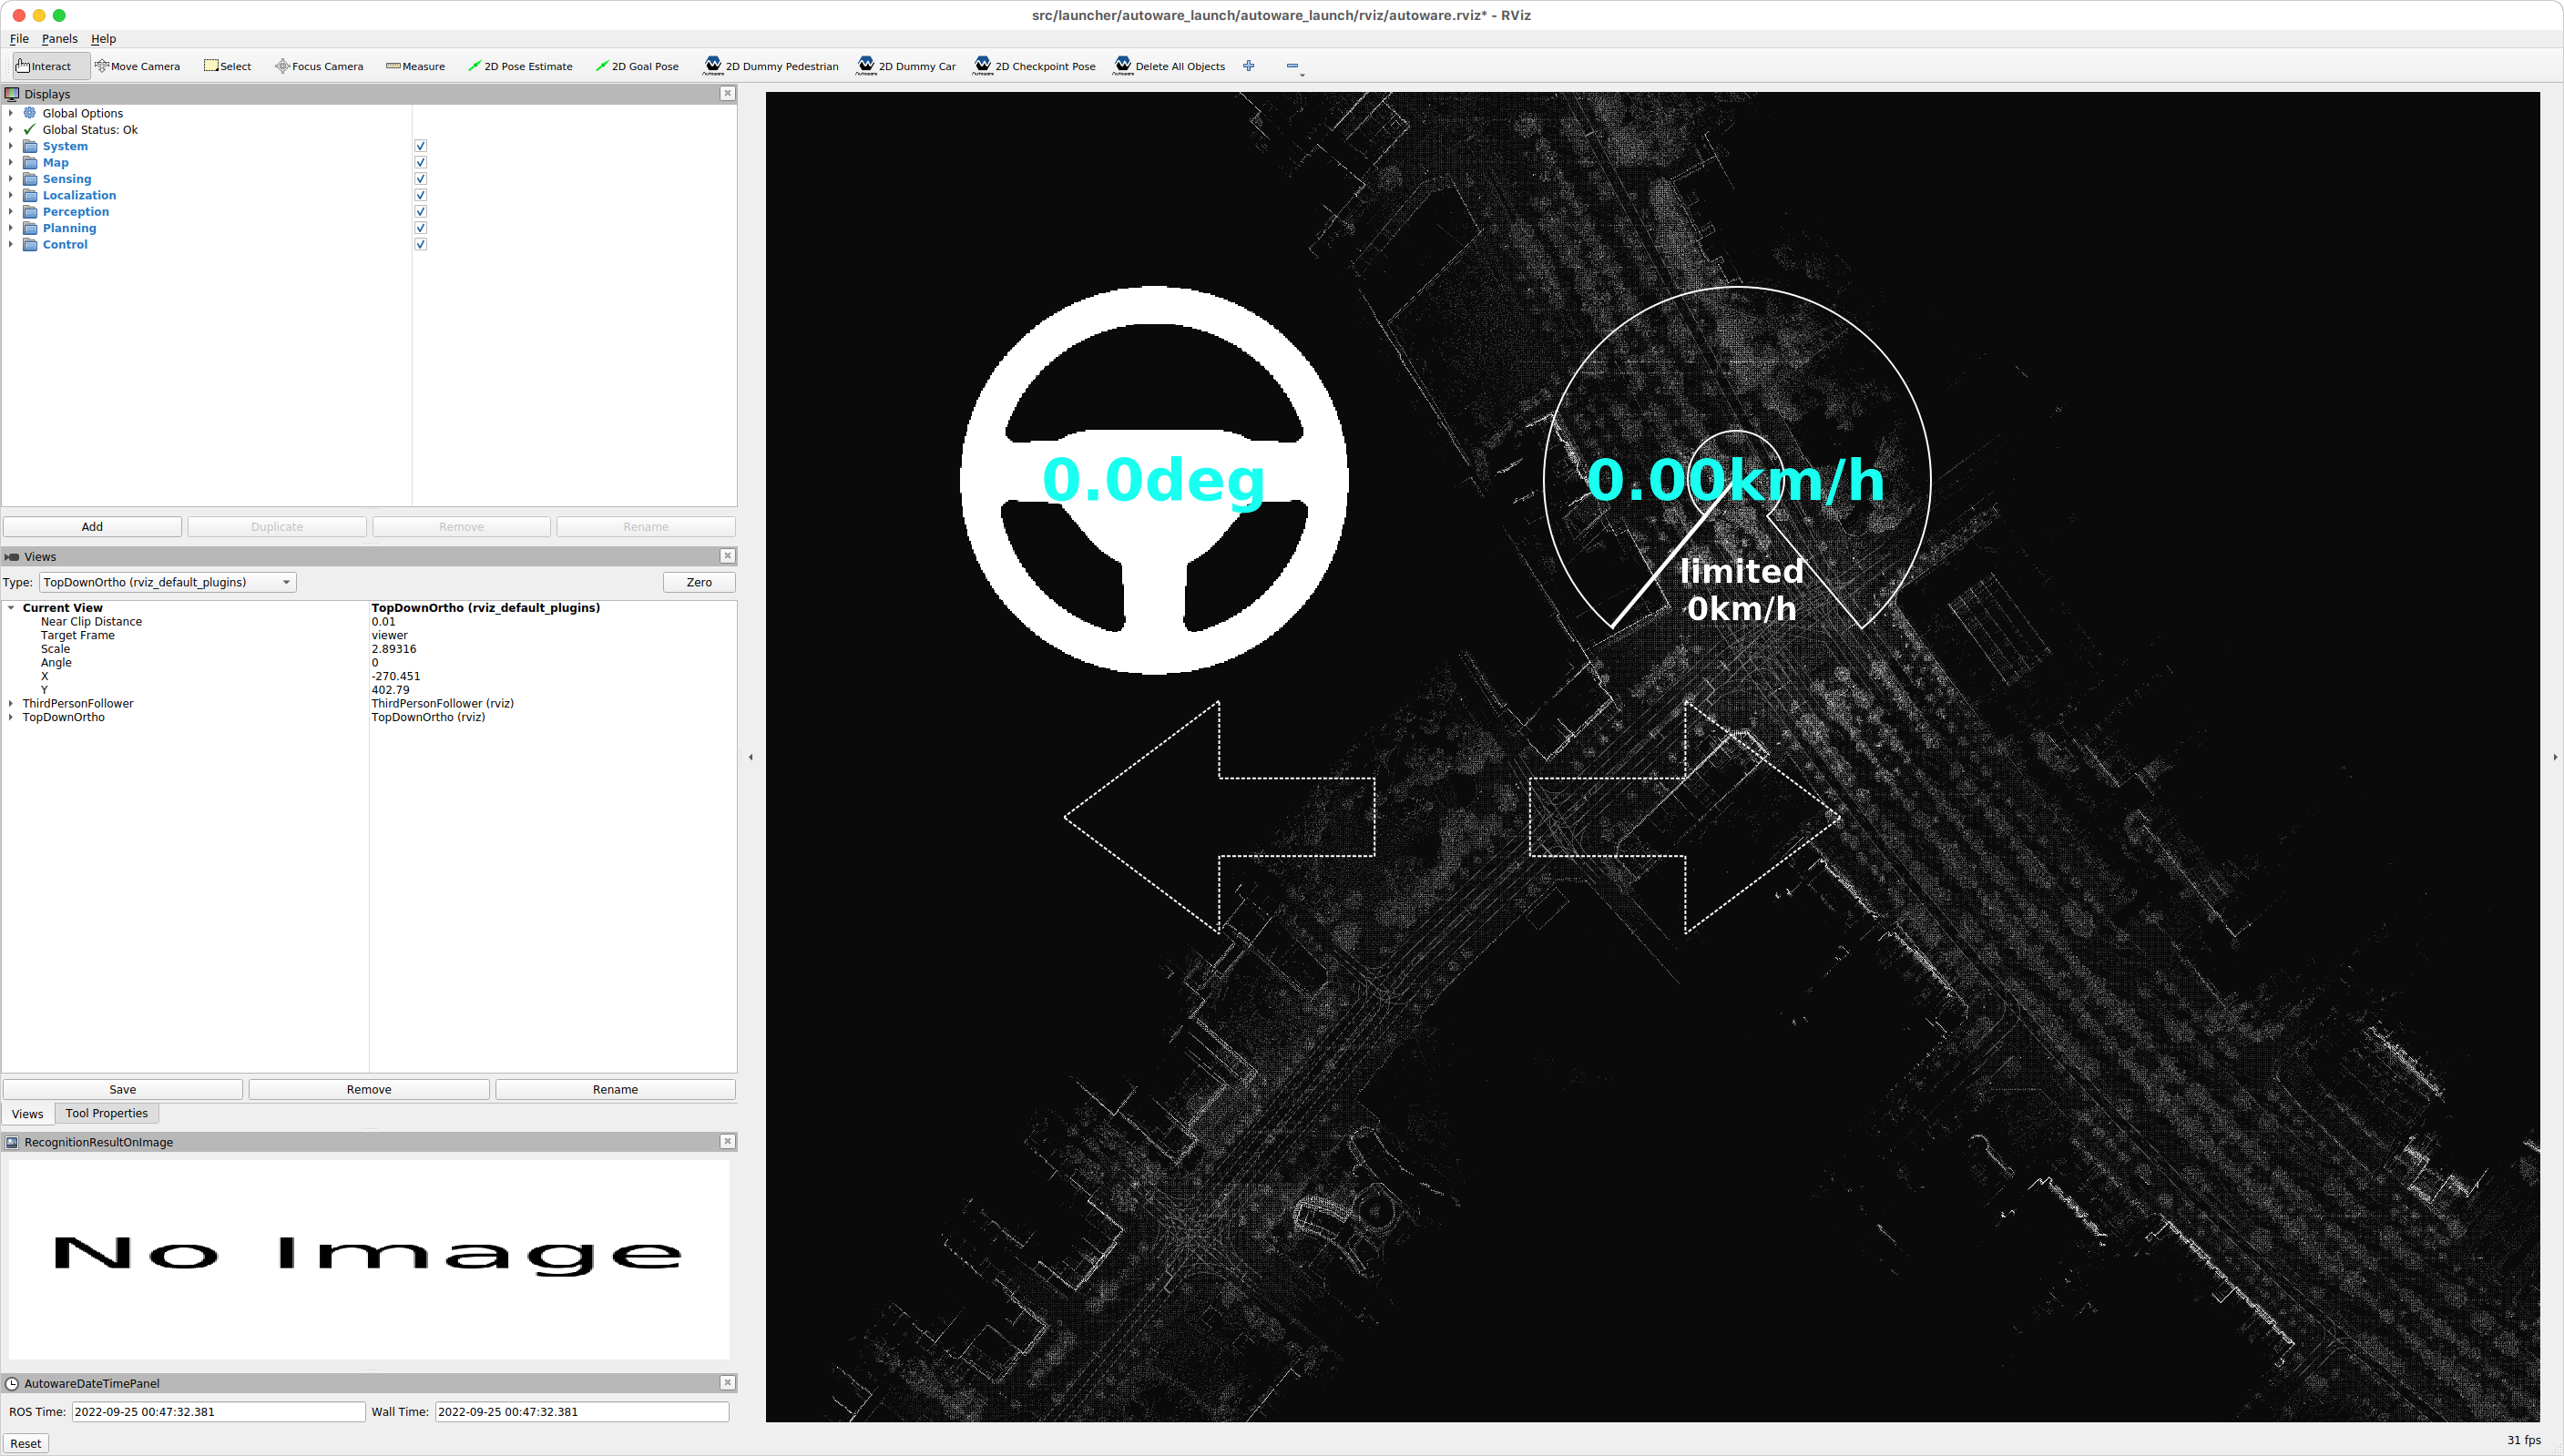 src/launcher/autoware_launch/autoware_launch/rviz/autoware.rviz* - RViz
File Panels Help
Interact Move Camera Select Focus Camera Measure 2D Pose Estimate 2D Goal Pose 2D Dummy Pedestrian 2D Dummy Car 2D Checkpoint Pose Delete All Objects
Displays
Global Options
Global Status: Ok
System
Map
Sensing
Localization
Perception
Planning
Control
Add Duplicate Remove Rename
Views
Type: TopDownOrtho (rviz_default_plugins) Zero
Current View TopDownOrtho (rviz_default_plugins)
Near Clip Distance 0.01
Target Frame viewer
Scale 2.89316
Angle 0
X -270.451
Y 402.79
ThirdPersonFollower ThirdPersonFollower (rviz)
TopDownOrtho TopDownOrtho (rviz)
Save Remove Rename
Views Tool Properties
RecognitionResultOnImage
No Image
AutowareDateTimePanel
ROS Time: 2022-09-25 00:47:32.381 Wall Time: 2022-09-25 00:47:32.381
Reset
0.0deg
0.00km/h
limited
0km/h
31 fps